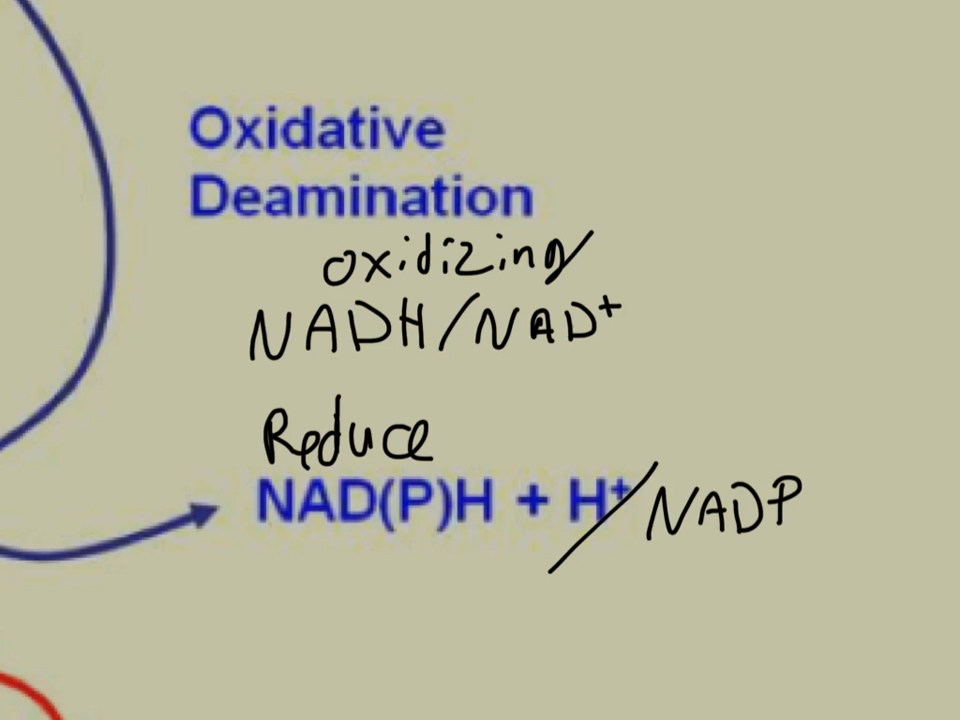 Oxidative
Deamination
oxidizing
NADH/NAD+
Reduce
NAD(P)H + H+/NADP